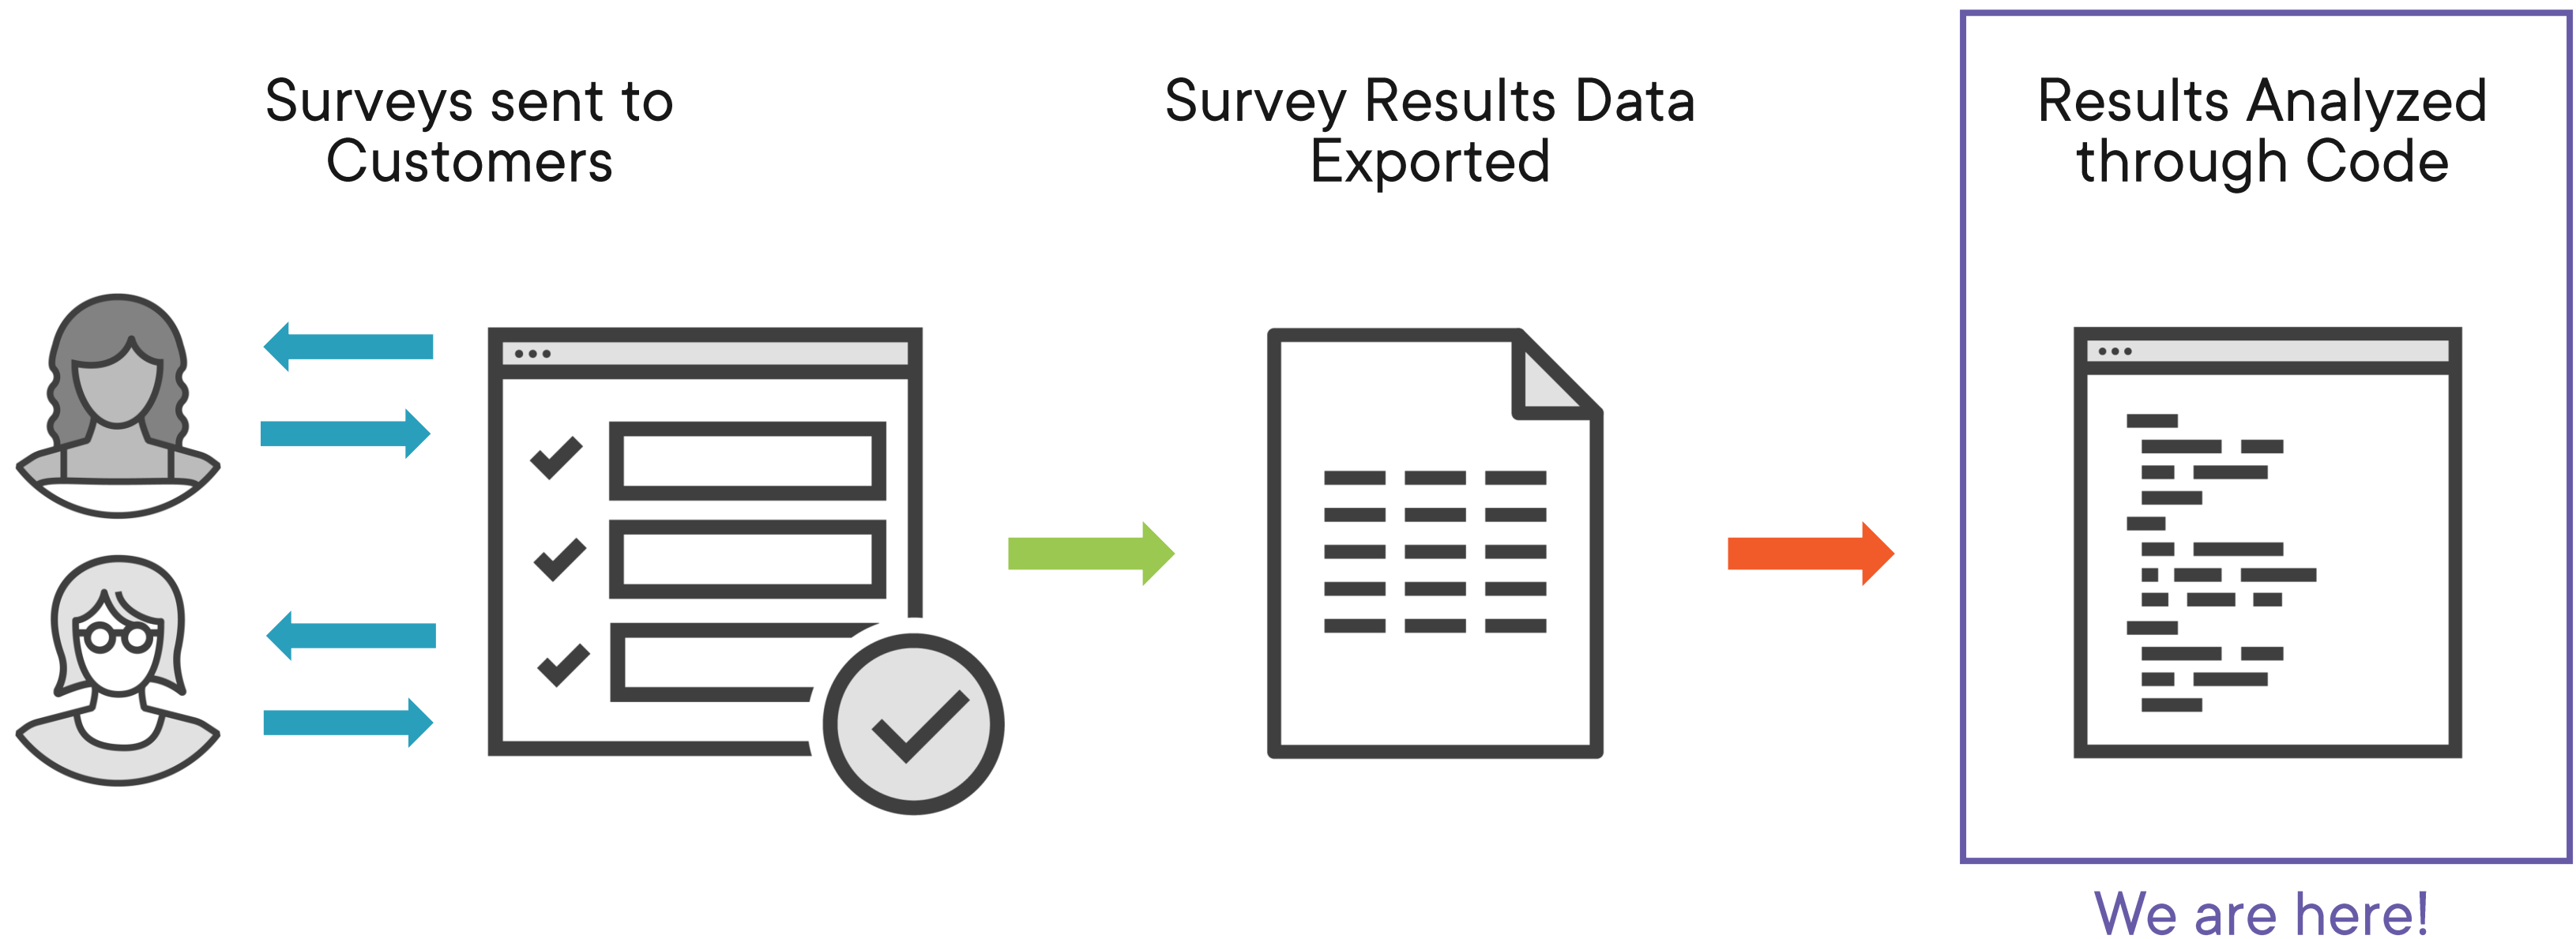 Surveys sent to
Customers
Survey Results Data
Exported
Results Analyzed
through Code
We are here!